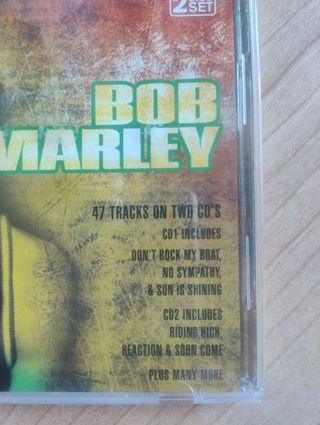 2
SET
BOB
MARLEY
47 TRACKS ON TWO CD'S
CD1 INCLUDES
DON'T ROCK MY BOAT,
NO SYMPATHY,
& SUN IS SHINING
CD2 INCLUDES
RIDING HIGH,
REACTION & SOON COME
PLUS MANY MORE